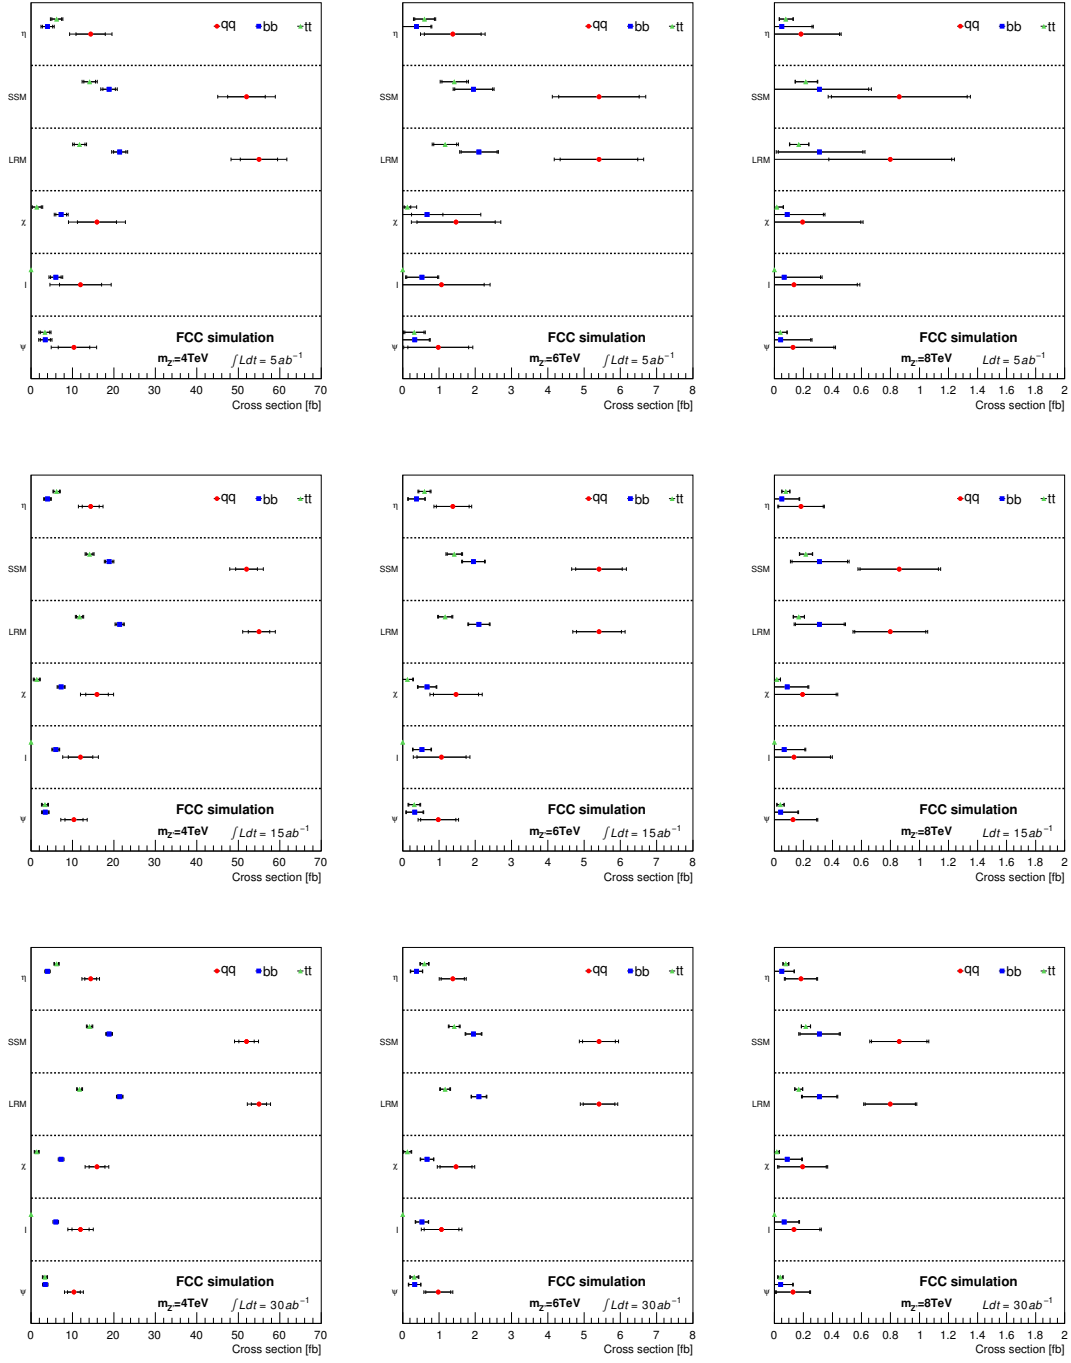 η qq bb tt
SSM
LRM
χ
I
ψ
FCC simulation
m_Z'=4TeV ∫Ldt = 5ab⁻¹
0 10 20 30 40 50 60 70
Cross section [fb]
η qq bb tt
SSM
LRM
χ
I
ψ
FCC simulation
m_Z'=6TeV ∫Ldt = 5ab⁻¹
0 1 2 3 4 5 6 7 8
Cross section [fb]
η qq bb tt
SSM
LRM
χ
I
ψ
FCC simulation
m_Z'=8TeV Ldt = 5ab⁻¹
0 0.2 0.4 0.6 0.8 1 1.2 1.4 1.6 1.8 2
Cross section [fb]
η qq bb tt
SSM
LRM
χ
I
ψ
FCC simulation
m_Z'=4TeV ∫Ldt = 15ab⁻¹
0 10 20 30 40 50 60 70
Cross section [fb]
η qq bb tt
SSM
LRM
χ
I
ψ
FCC simulation
m_Z'=6TeV ∫Ldt = 15ab⁻¹
0 1 2 3 4 5 6 7 8
Cross section [fb]
η qq bb tt
SSM
LRM
χ
I
ψ
FCC simulation
m_Z'=8TeV Ldt = 15ab⁻¹
0 0.2 0.4 0.6 0.8 1 1.2 1.4 1.6 1.8 2
Cross section [fb]
η qq bb tt
SSM
LRM
χ
I
ψ
FCC simulation
m_Z'=4TeV ∫Ldt = 30ab⁻¹
0 10 20 30 40 50 60 70
Cross section [fb]
η qq bb tt
SSM
LRM
χ
I
ψ
FCC simulation
m_Z'=6TeV ∫Ldt = 30ab⁻¹
0 1 2 3 4 5 6 7 8
Cross section [fb]
η qq bb tt
SSM
LRM
χ
I
ψ
FCC simulation
m_Z'=8TeV Ldt = 30ab⁻¹
0 0.2 0.4 0.6 0.8 1 1.2 1.4 1.6 1.8 2
Cross section [fb]